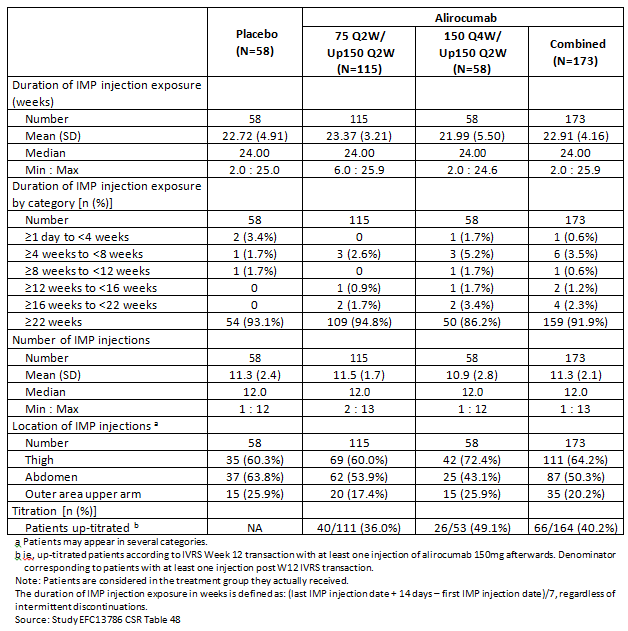 Alirocumab
Placebo (N=58) 75 Q2W/ Up150 Q2W (N=115) 150 Q4W/ Up150 Q2W (N=58) Combined (N=173)
Duration of IMP injection exposure
(weeks)
Number 58 115 58 173
Mean (SD) 22.72 (4.91) 23.37 (3.21) 21.99 (5.50) 22.91 (4.16)
Median 24.00 24.00 24.00 24.00
Min : Max 2.0 : 25.0 6.0 : 25.9 2.0 : 24.6 2.0 : 25.9
Duration of IMP injection exposure
by category [n (%)]
Number 58 115 58 173
≥1 day to <4 weeks 2 (3.4%) 0 1 (1.7%) 1 (0.6%)
≥4 weeks to <8 weeks 1 (1.7%) 3 (2.6%) 3 (5.2%) 6 (3.5%)
≥8 weeks to <12 weeks 1 (1.7%) 0 1 (1.7%) 1 (0.6%)
≥12 weeks to <16 weeks 0 1 (0.9%) 1 (1.7%) 2 (1.2%)
≥16 weeks to <22 weeks 0 2 (1.7%) 2 (3.4%) 4 (2.3%)
≥22 weeks 54 (93.1%) 109 (94.8%) 50 (86.2%) 159 (91.9%)
Number of IMP injections
Number 58 115 58 173
Mean (SD) 11.3 (2.4) 11.5 (1.7) 10.9 (2.8) 11.3 (2.1)
Median 12.0 12.0 12.0 12.0
Min : Max 1 : 12 2 : 13 1 : 12 1 : 13
Location of IMP injections a
Number 58 115 58 173
Thigh 35 (60.3%) 69 (60.0%) 42 (72.4%) 111 (64.2%)
Abdomen 37 (63.8%) 62 (53.9%) 25 (43.1%) 87 (50.3%)
Outer area upper arm 15 (25.9%) 20 (17.4%) 15 (25.9%) 35 (20.2%)
Titration [n (%)]
Patients up-titrated b NA 40/111 (36.0%) 26/53 (49.1%) 66/164 (40.2%)
a Patients may appear in several categories.
b ie, up-titrated patients according to IVRS Week 12 transaction with at least one injection of alirocumab 150mg afterwards. Denominator
corresponding to patients with at least one injection post W12 IVRS transaction.
Note: Patients are considered in the treatment group they actually received.
The duration of IMP injection exposure in weeks is defined as: (last IMP injection date + 14 days – first IMP injection date)/7, regardless of
intermittent discontinuations.
Source: Study EFC13786 CSR Table 48